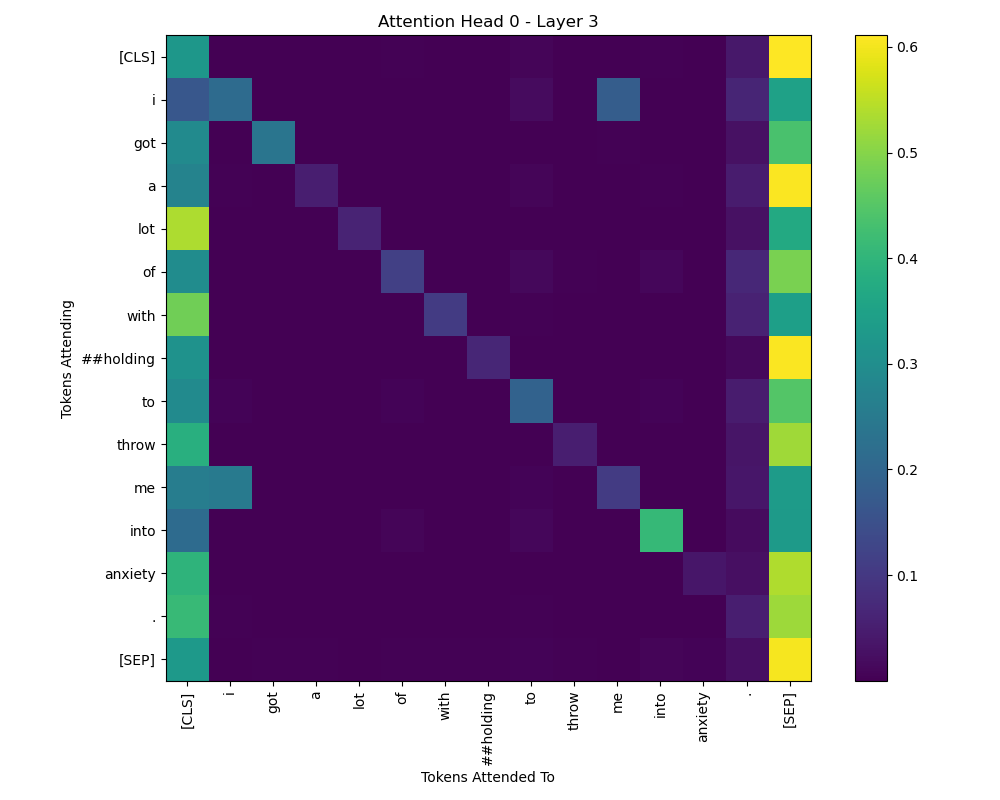 Attention Head 0 - Layer 3
Tokens Attending
[CLS]
i
got
a
lot
of
with
##holding
to
throw
me
into
anxiety
.
[SEP]
[CLS]
i
got
a
lot
of
with
##holding
to
throw
me
into
anxiety
.
[SEP]
Tokens Attended To
0.6
0.5
0.4
0.3
0.2
0.1